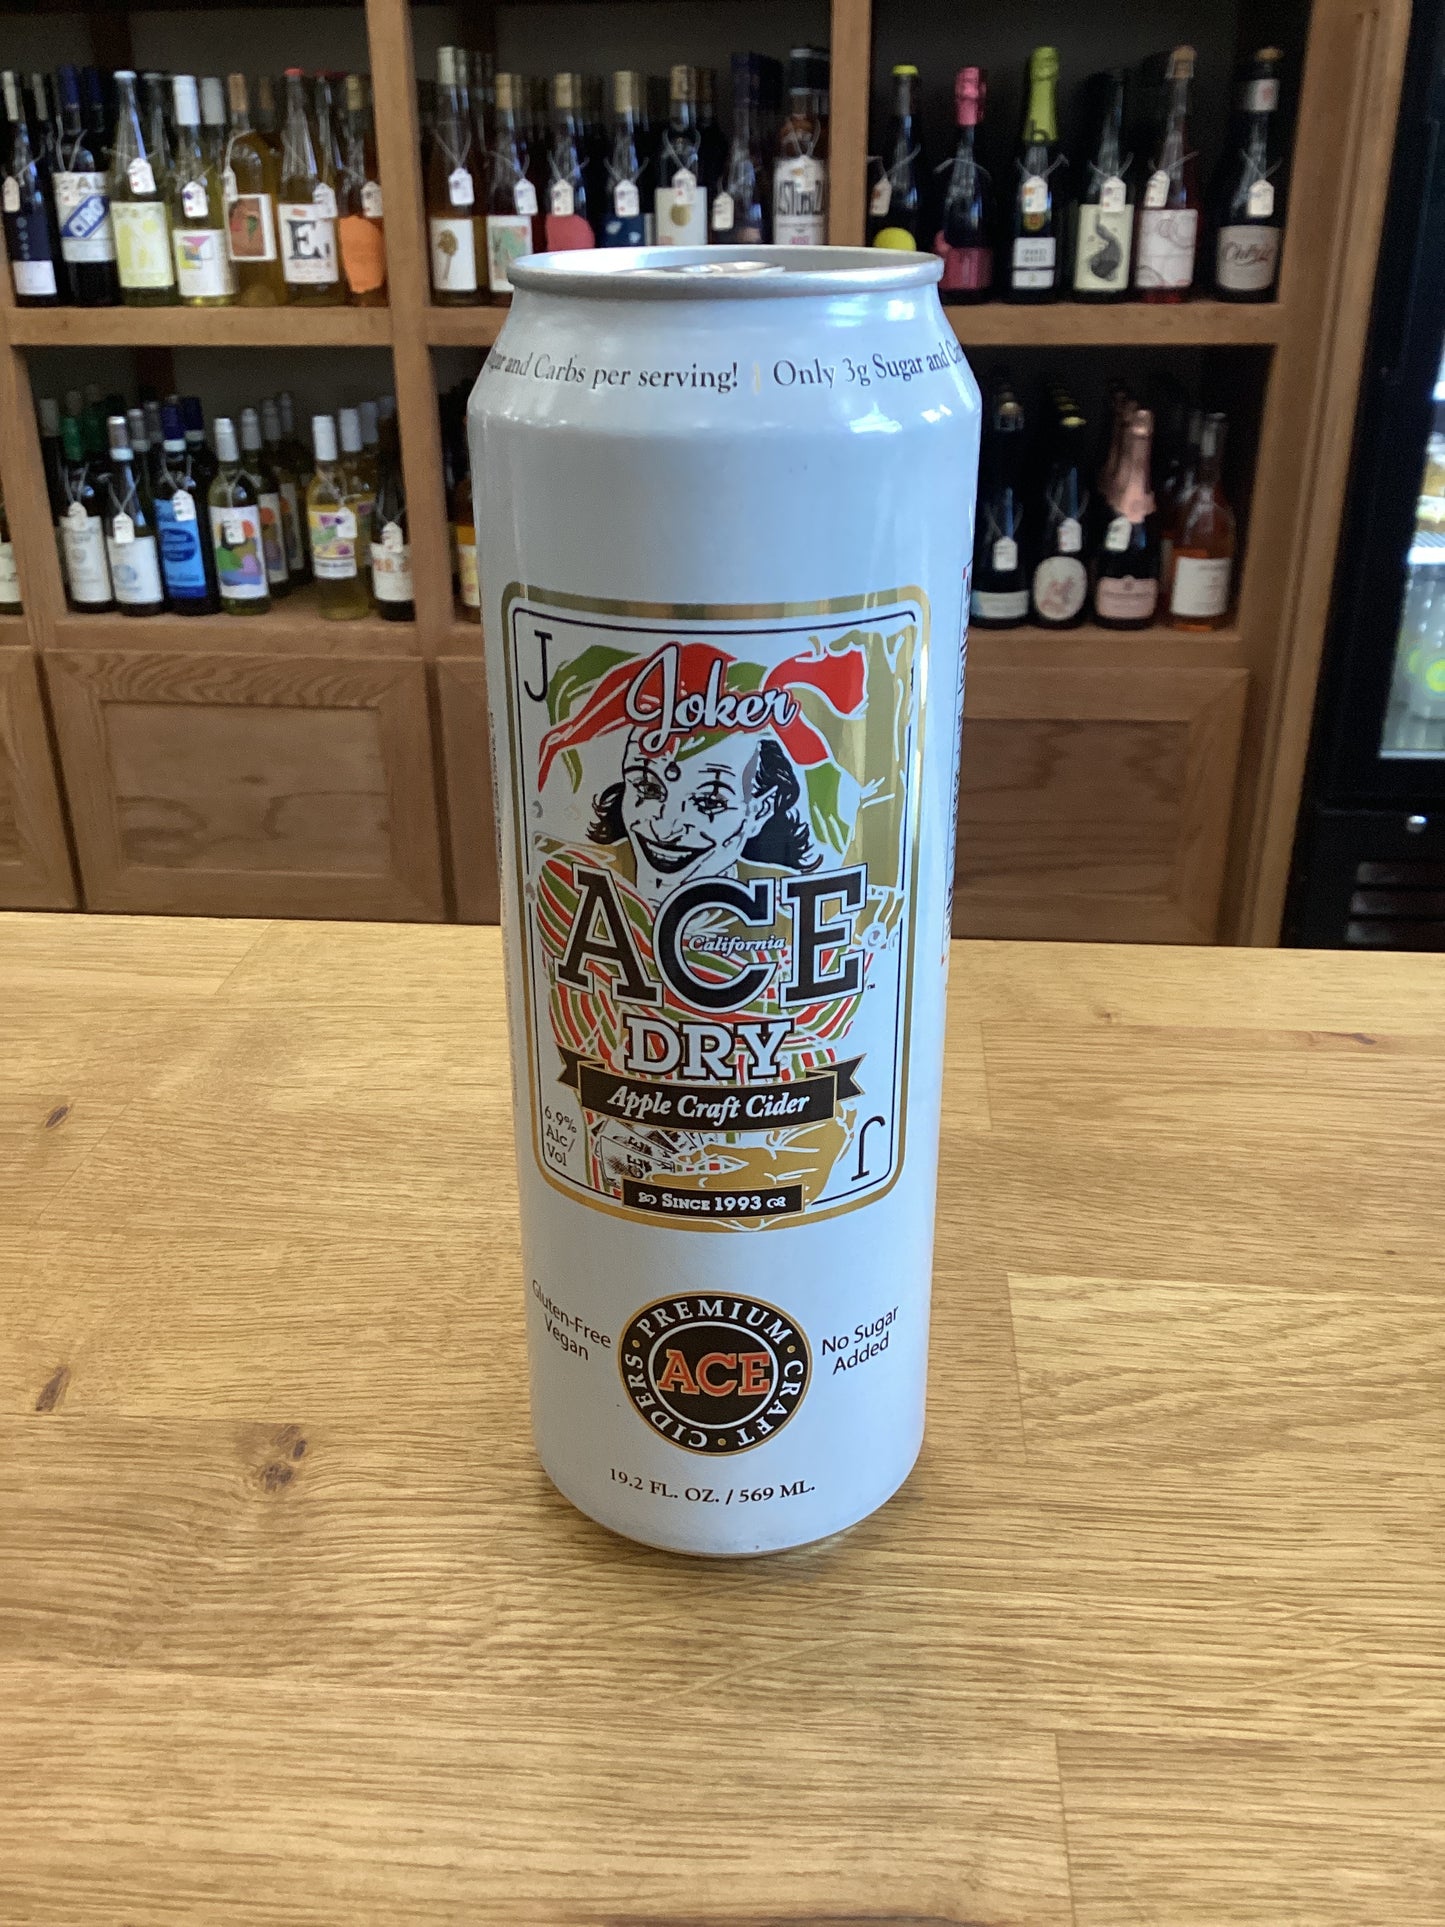 and Carbs per serving! Only 3g Sugar and
J
Joker
ACE
California
DRY
Apple Craft Cider
6.9%
Alc/
Vol
J
Since 1993
Gluten-Free
Vegan
PREMIUM • CRAFT • CIDERS •
ACE
No Sugar
Added
19.2 FL. OZ. / 569 ML.
E.